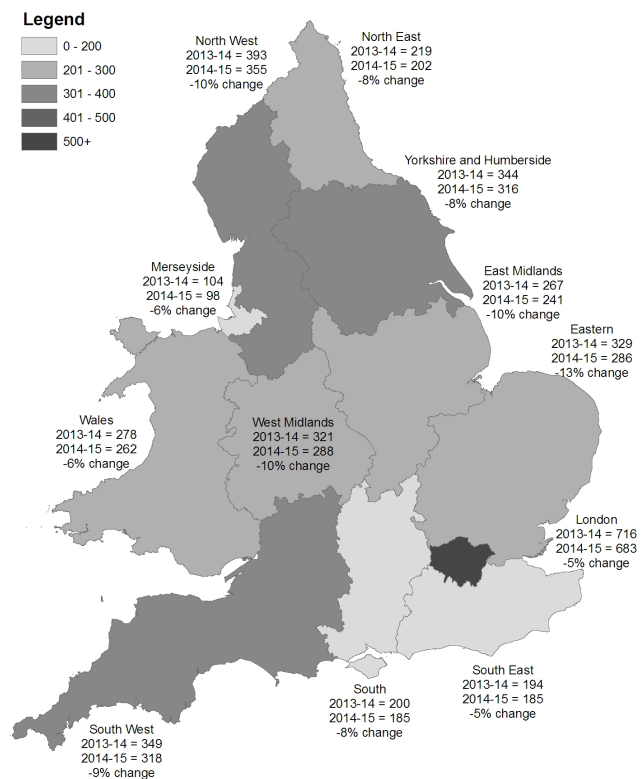 Legend
0 - 200
201 - 300
301 - 400
401 - 500
500+
North West
2013-14 = 393
2014-15 = 355
-10% change
North East
2013-14 = 219
2014-15 = 202
-8% change
Yorkshire and Humberside
2013-14 = 344
2014-15 = 316
-8% change
Merseyside
2013-14 = 104
2014-15 = 98
-6% change
East Midlands
2013-14 = 267
2014-15 = 241
-10% change
Eastern
2013-14 = 329
2014-15 = 286
-13% change
Wales
2013-14 = 278
2014-15 = 262
-6% change
West Midlands
2013-14 = 321
2014-15 = 288
-10% change
London
2013-14 = 716
2014-15 = 683
-5% change
South East
2013-14 = 194
2014-15 = 185
-5% change
South
2013-14 = 200
2014-15 = 185
-8% change
South West
2013-14 = 349
2014-15 = 318
-9% change